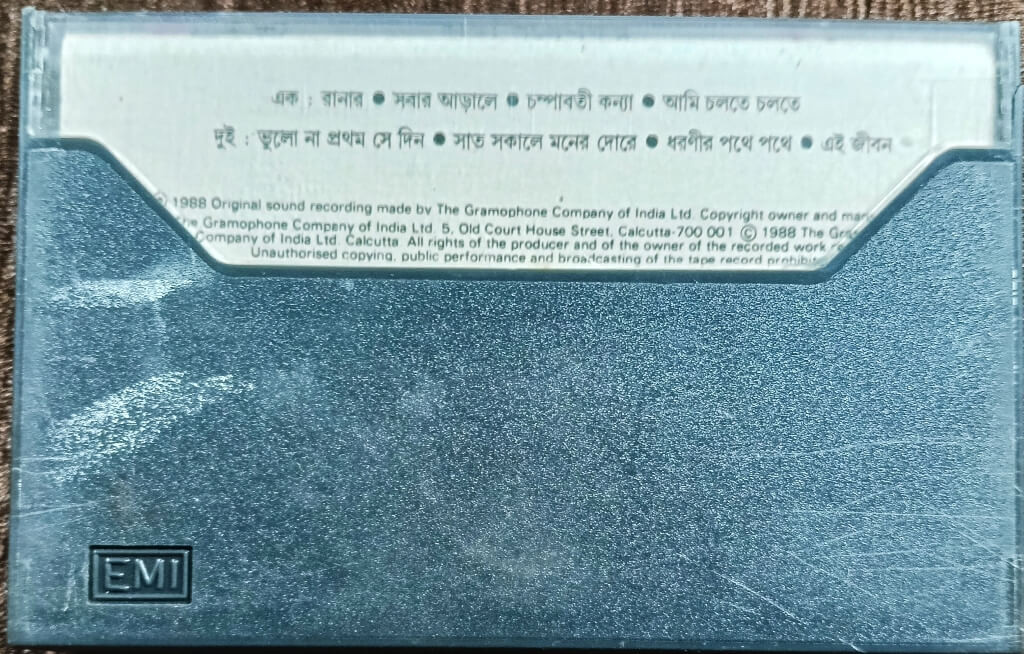 এক : রানার ● সবার আড়ালে ● চম্পাবতী কন্যা ● আমি চলতে চলতে
দুই : ভুলো না প্রথম সে দিন ● সাত সকালে মনের দোরে ● ধরণীর পথে পথে ● এই জীবন
1988 Original sound recording made by The Gramophone Company of India Ltd. Copyright owner and
Gramophone Company of India Ltd. 5, Old Court House Street, Calcutta-700 001 © 1988 The
Company of India Ltd. Calcutta. All rights of the producer and of the owner of the recorded work
Unauthorised copying, public performance and broadcasting of the tape record
EMI